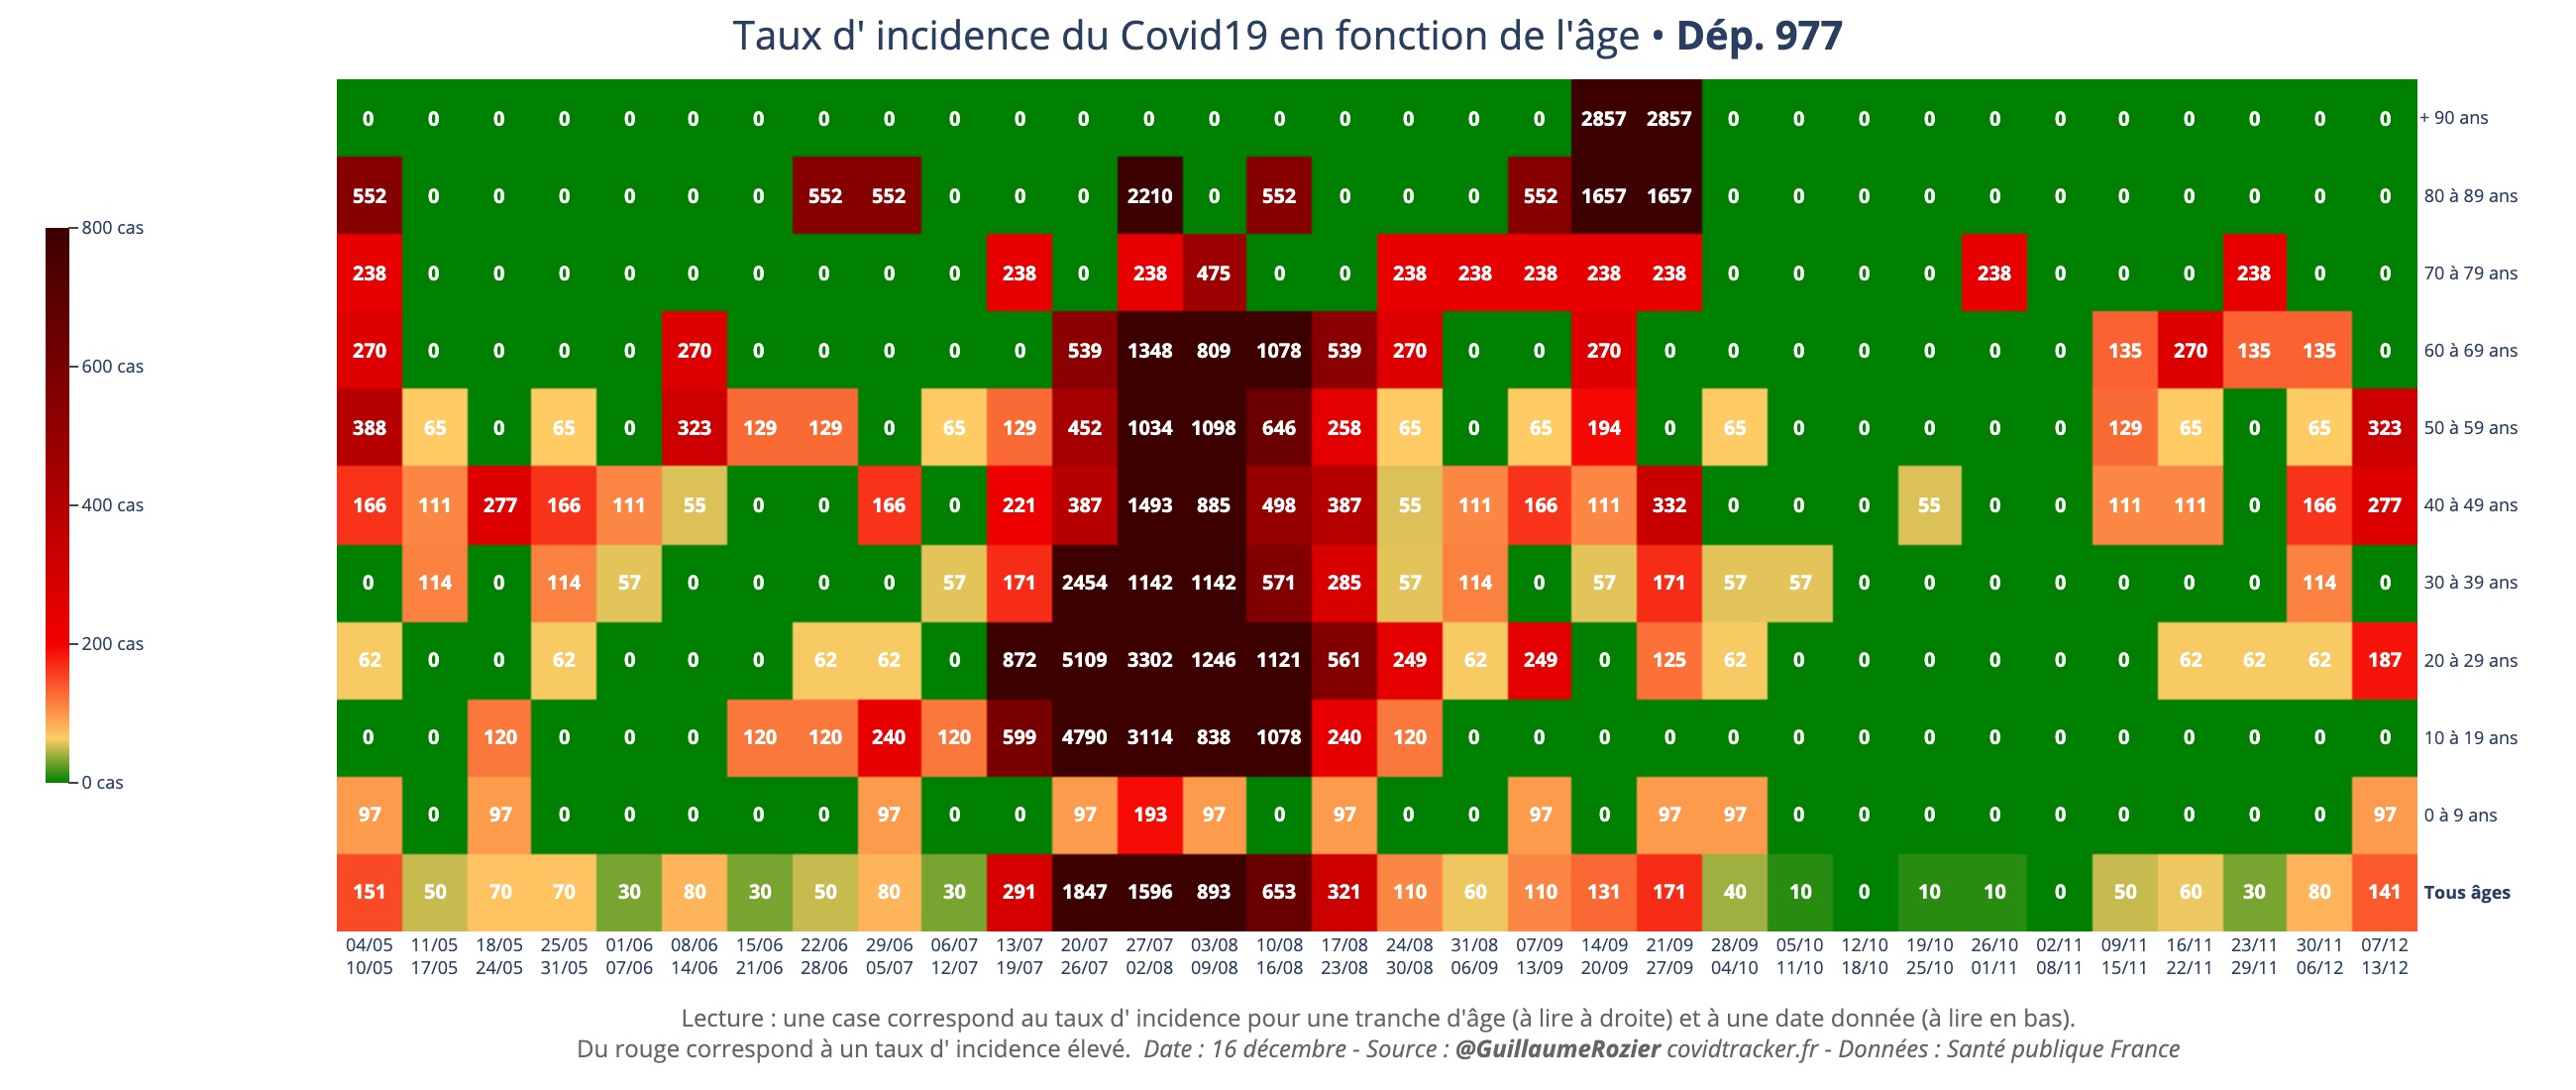 Taux d' incidence du Covid19 en fonction de l'âge • Dép. 977
0 0 0 0 0 0 0 0 0 0 0 0 0 0 0 0 0 0 0 2857 2857 0 0 0 0 0 0 0 0 0 0 0 + 90 ans
552 0 0 0 0 0 0 552 552 0 0 0 2210 0 552 0 0 0 552 1657 1657 0 0 0 0 0 0 0 0 0 0 0 80 à 89 ans
238 0 0 0 0 0 0 0 0 0 238 0 238 475 0 0 238 238 238 238 238 0 0 0 0 238 0 0 0 238 0 0 70 à 79 ans
270 0 0 0 0 270 0 0 0 0 0 539 1348 809 1078 539 270 0 0 270 0 0 0 0 0 0 0 135 270 135 135 0 60 à 69 ans
388 65 0 65 0 323 129 129 0 65 129 452 1034 1098 646 258 65 0 65 194 0 65 0 0 0 0 0 129 65 0 65 323 50 à 59 ans
166 111 277 166 111 55 0 0 166 0 221 387 1493 885 498 387 55 111 166 111 332 0 0 0 55 0 0 111 111 0 166 277 40 à 49 ans
0 114 0 114 57 0 0 0 0 57 171 2454 1142 1142 571 285 57 114 0 57 171 57 57 0 0 0 0 0 0 0 114 0 30 à 39 ans
62 0 0 62 0 0 0 62 62 0 872 5109 3302 1246 1121 561 249 62 249 0 125 62 0 0 0 0 0 0 62 62 62 187 20 à 29 ans
0 0 120 0 0 0 120 120 240 120 599 4790 3114 838 1078 240 120 0 0 0 0 0 0 0 0 0 0 0 0 0 0 0 10 à 19 ans
97 0 97 0 0 0 0 0 97 0 0 97 193 97 0 97 0 0 97 0 97 97 0 0 0 0 0 0 0 0 0 97 0 à 9 ans
151 50 70 70 30 80 30 50 80 30 291 1847 1596 893 653 321 110 60 110 131 171 40 10 0 10 10 0 50 60 30 80 141 Tous âges
04/05 11/05 18/05 25/05 01/06 08/06 15/06 22/06 29/06 06/07 13/07 20/07 27/07 03/08 10/08 17/08 24/08 31/08 07/09 14/09 21/09 28/09 05/10 12/10 19/10 26/10 02/11 09/11 16/11 23/11 30/11 07/12
10/05 17/05 24/05 31/05 07/06 14/06 21/06 28/06 05/07 12/07 19/07 26/07 02/08 09/08 16/08 23/08 30/08 06/09 13/09 20/09 27/09 04/10 11/10 18/10 25/10 01/11 08/11 15/11 22/11 29/11 06/12 13/12
800 cas
600 cas
400 cas
200 cas
0 cas
Lecture : une case correspond au taux d' incidence pour une tranche d'âge (à lire à droite) et à une date donnée (à lire en bas).
Du rouge correspond à un taux d' incidence élevé. Date : 16 décembre - Source : @GuillaumeRozier covidtracker.fr - Données : Santé publique France